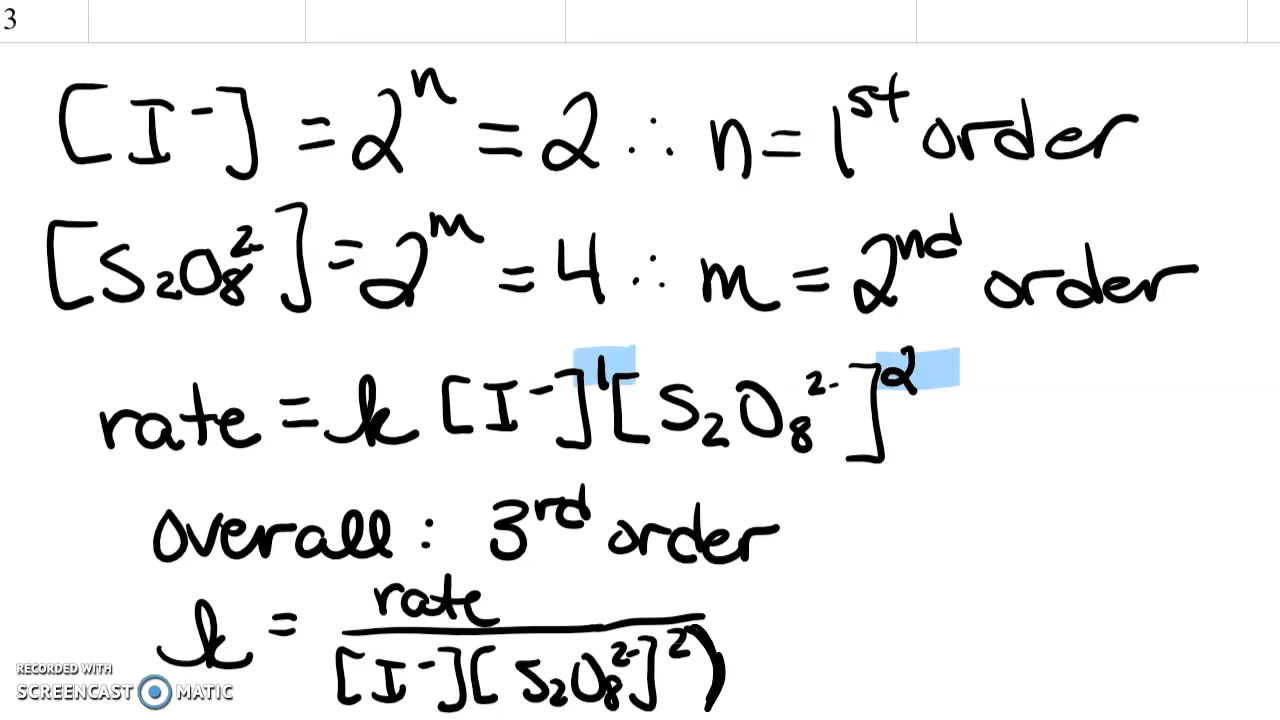 3
[I⁻] = 2ⁿ = 2 ∴ n = 1ˢᵗ order
[S₂O₈²⁻] = 2ᵐ = 4 ∴ m = 2ⁿᵈ order
rate = k [I⁻]¹[S₂O₈²⁻]²
overall : 3ʳᵈ order
k = rate
[I⁻][S₂O₈²⁻]²)
RECORDED WITH
SCREENCAST MATIC